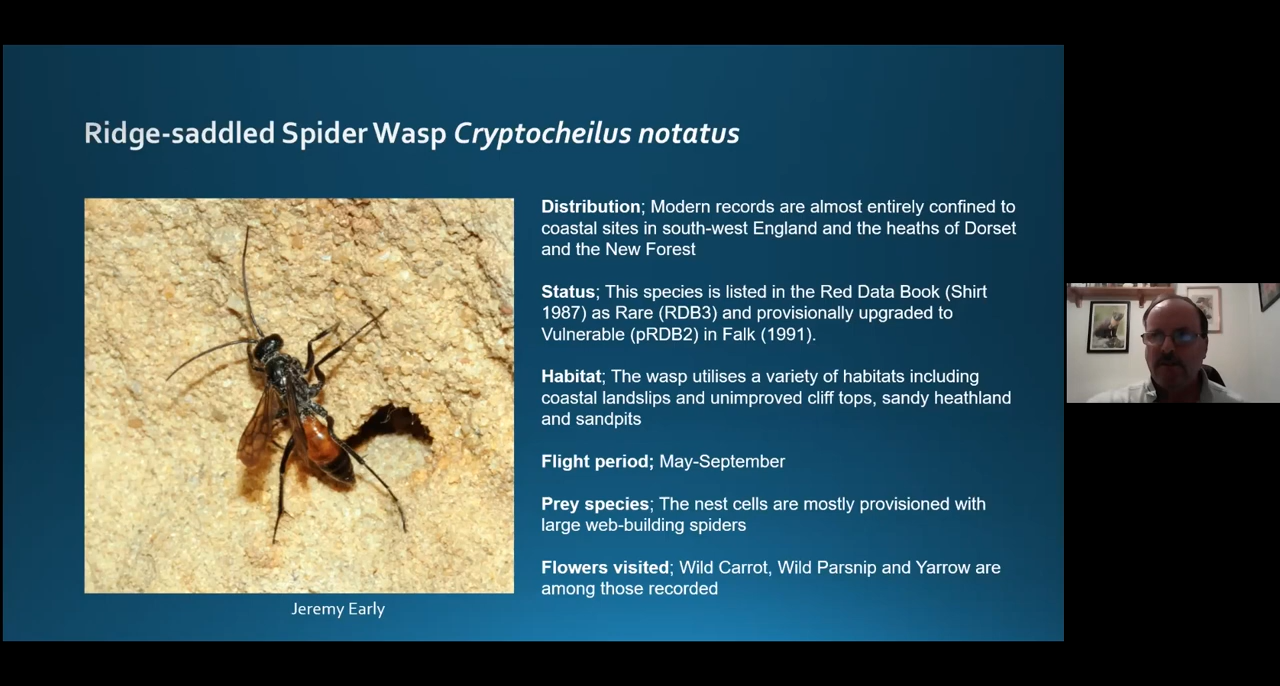 Ridge-saddled Spider Wasp Cryptocheilus notatus
Distribution; Modern records are almost entirely confined to
coastal sites in south-west England and the heaths of Dorset
and the New Forest
Status; This species is listed in the Red Data Book (Shirt
1987) as Rare (RDB3) and provisionally upgraded to
Vulnerable (pRDB2) in Falk (1991).
Habitat; The wasp utilises a variety of habitats including
coastal landslips and unimproved cliff tops, sandy heathland
and sandpits
Flight period; May-September
Prey species; The nest cells are mostly provisioned with
large web-building spiders
Flowers visited; Wild Carrot, Wild Parsnip and Yarrow are
among those recorded
Jeremy Early